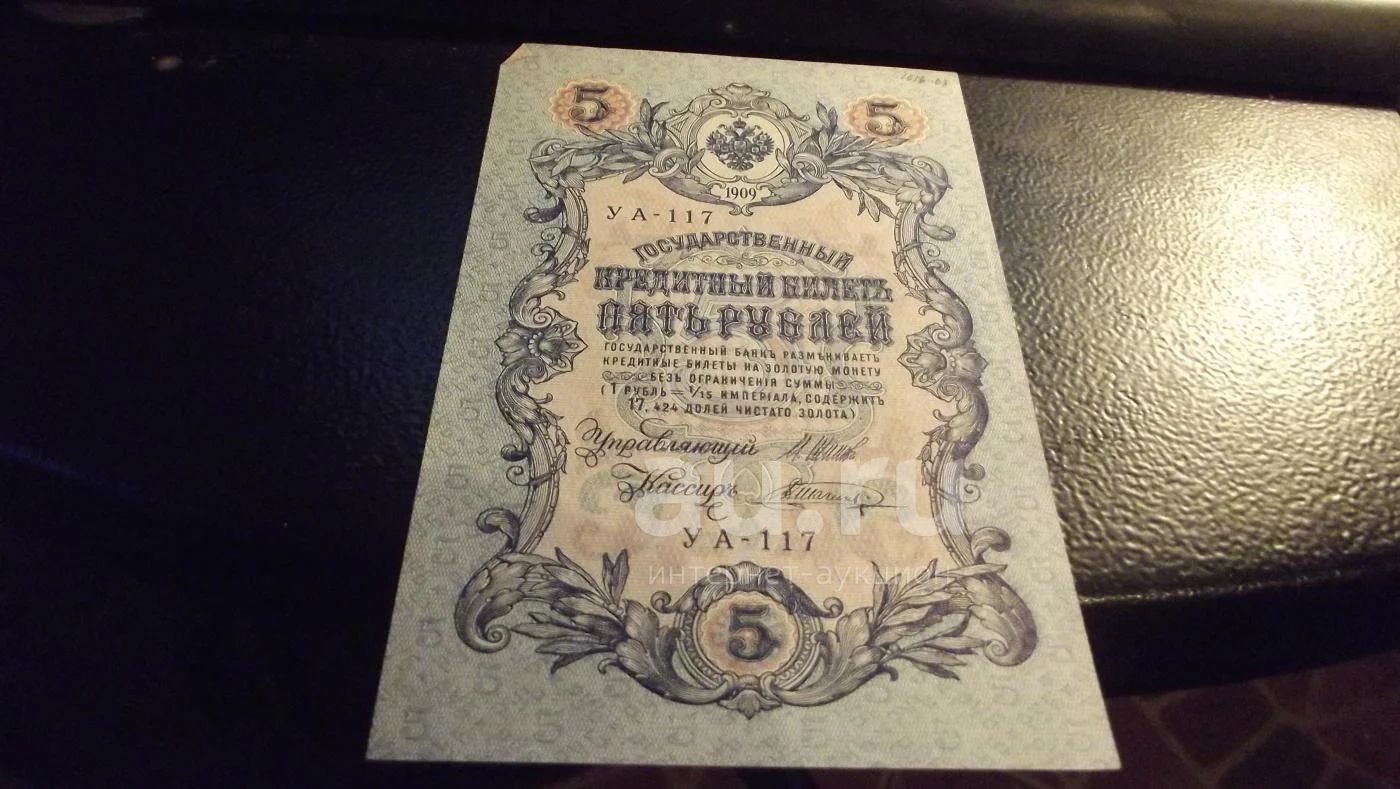 5 5
1909
УА-117
ГОСУДАРСТВЕННЫЙ
КРЕДИТНЫЙ БИЛЕТЪ
ПЯТЬ РУБЛЕЙ
ГОСУДАРСТВЕННЫЙ БАНКЪ РАЗМѢНИВАЕТЪ
КРЕДИТНЫЕ БИЛЕТЫ НА ЗОЛОТУЮ МОНЕТУ
БЕЗЪ ОГРАНИЧЕНІЯ СУММЫ
(1 РУБЛЬ = 1/15 ИМПЕРІАЛА, СОДЕРЖИТЪ
17,424 ДОЛЕЙ ЧИСТАГО ЗОЛОТА).
Управляющій
Кассиръ
au.ru
УА-117
интернет-аукцион
5